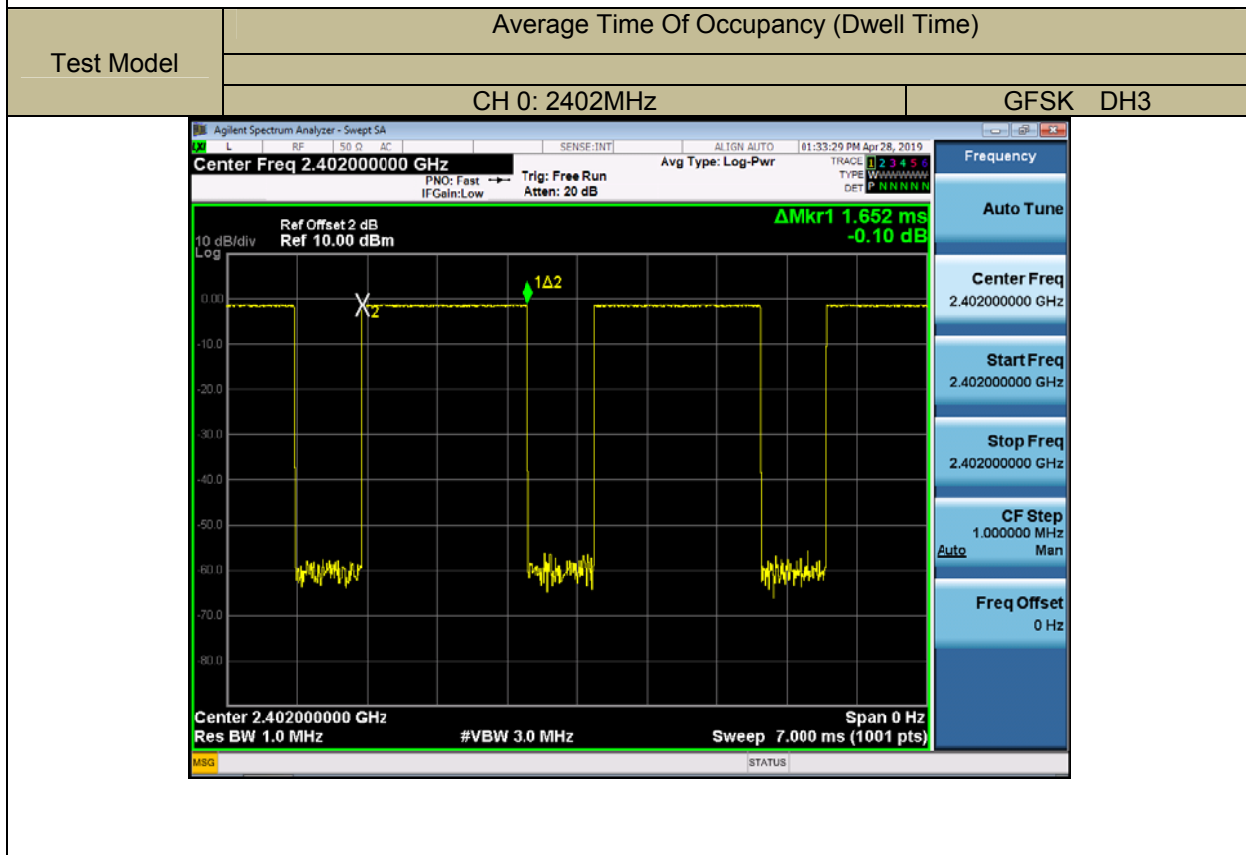 Average Time Of Occupancy (Dwell Time)
Test Model
CH 0: 2402MHz GFSK DH3
Agilent Spectrum Analyzer - Swept SA
LXI L RF 50 Ω AC SENSE:INT ALIGN AUTO 01:33:29 PM Apr 28, 2019
Center Freq 2.402000000 GHz
PNO: Fast
IFGain:Low
Trig: Free Run
Atten: 20 dB
Avg Type: Log-Pwr
TRACE 1 2 3 4 5 6
TYPE WWWWWW
DET P N N N N N
Ref Offset 2 dB
10 dB/div Ref 10.00 dBm
Log
ΔMkr1 1.652 ms
-0.10 dB
1Δ2
2
0.00
-10.0
-20.0
-30.0
-40.0
-50.0
-60.0
-70.0
-80.0
Center 2.402000000 GHz Span 0 Hz
Res BW 1.0 MHz #VBW 3.0 MHz Sweep 7.000 ms (1001 pts)
MSG STATUS
Frequency
Auto Tune
Center Freq
2.402000000 GHz
Start Freq
2.402000000 GHz
Stop Freq
2.402000000 GHz
CF Step
1.000000 MHz
Auto Man
Freq Offset
0 Hz